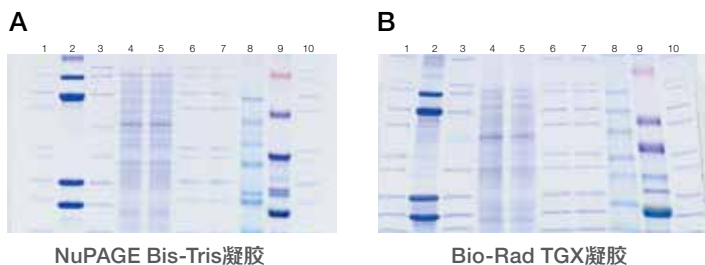 A
1 2 3 4 5 6 7 8 9 10
NuPAGE Bis-Tris凝胶
B
1 2 3 4 5 6 7 8 9 10
Bio-Rad TGX凝胶